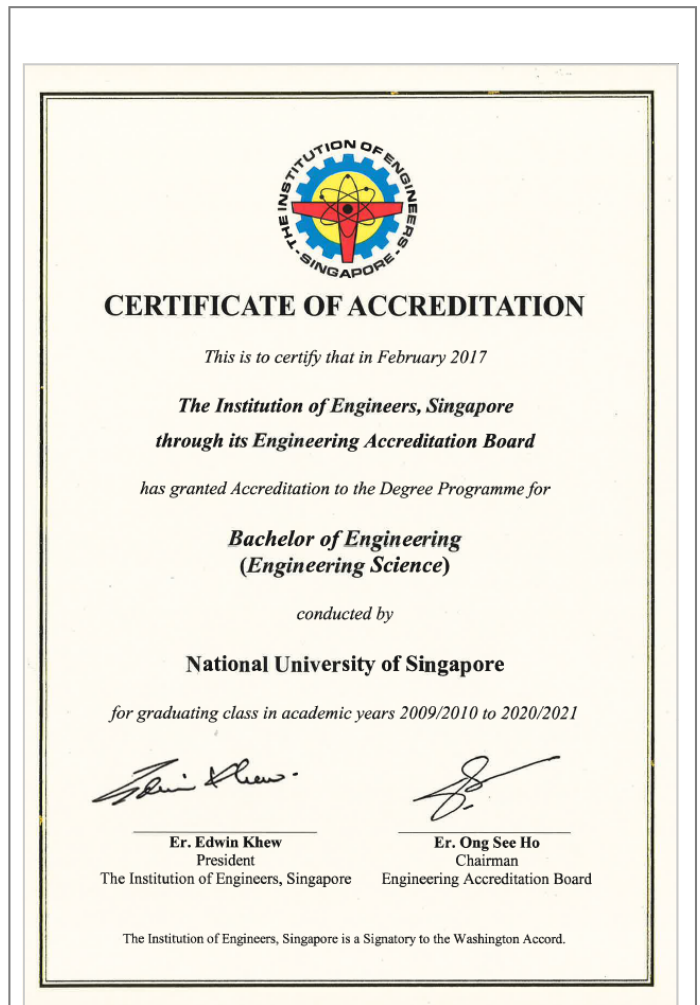 THE INSTITUTION OF ENGINEERS
· SINGAPORE ·
CERTIFICATE OF ACCREDITATION
This is to certify that in February 2017
The Institution of Engineers, Singapore
through its Engineering Accreditation Board
has granted Accreditation to the Degree Programme for
Bachelor of Engineering
(Engineering Science)
conducted by
National University of Singapore
for graduating class in academic years 2009/2010 to 2020/2021
Edwin Khew
Er. Edwin Khew
Er. Ong See Ho
President
Chairman
The Institution of Engineers, Singapore
Engineering Accreditation Board
The Institution of Engineers, Singapore is a Signatory to the Washington Accord.